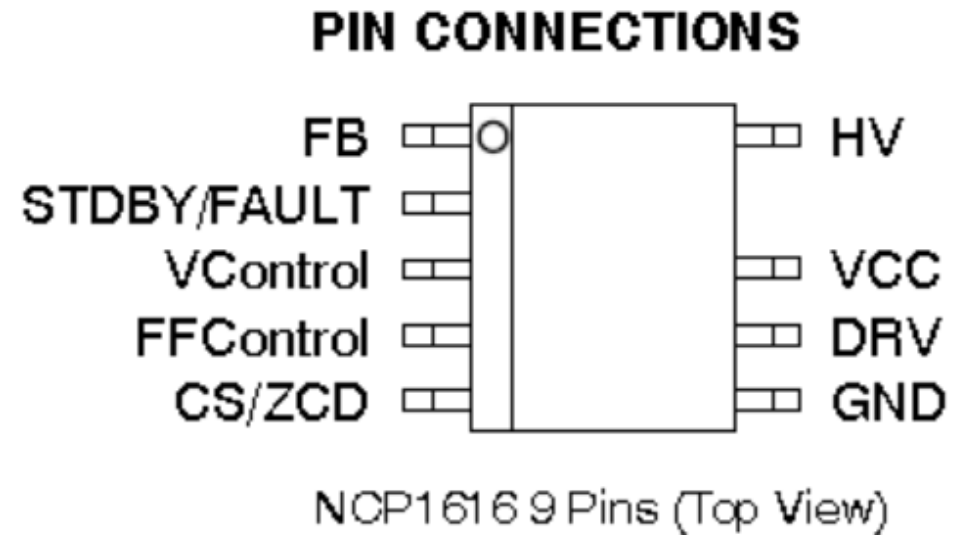 PIN CONNECTIONS
FB
HV
STDBY/FAULT
VControl
VCC
FFControl
DRV
CS/ZCD
GND
NCP1616 9 Pins (Top View)